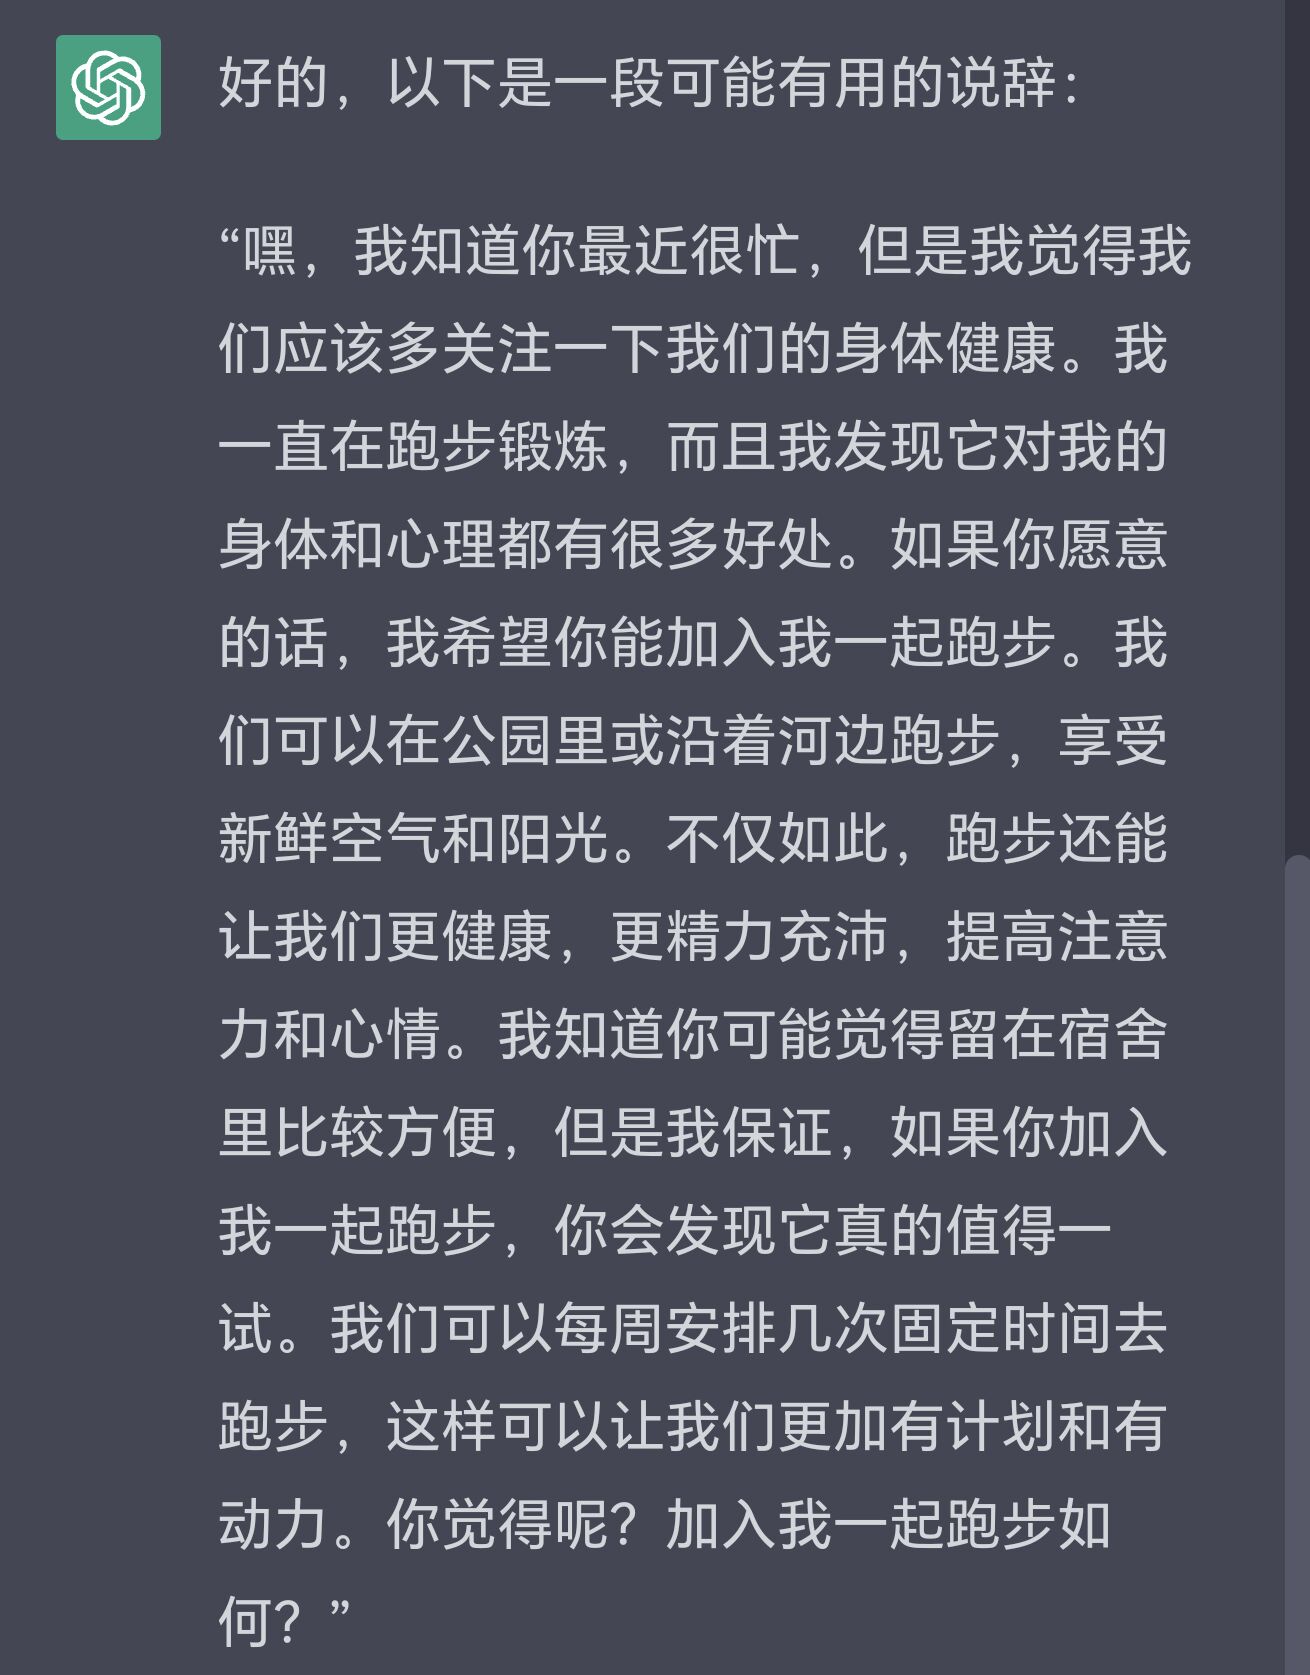 好的，以下是一段可能有用的说辞：
“嘿，我知道你最近很忙，但是我觉得我
们应该多关注一下我们的身体健康。我
一直在跑步锻炼，而且我发现它对我的
身体和心理都有很多好处。如果你愿意
的话，我希望你能加入我一起跑步。我
们可以在公园里或沿着河边跑步，享受
新鲜空气和阳光。不仅如此，跑步还能
让我们更健康，更精力充沛，提高注意
力和心情。我知道你可能觉得留在宿舍
里比较方便，但是我保证，如果你加入
我一起跑步，你会发现它真的值得一
试。我们可以每周安排几次固定时间去
跑步，这样可以让我们更加有计划和有
动力。你觉得呢？加入我一起跑步如
何？”